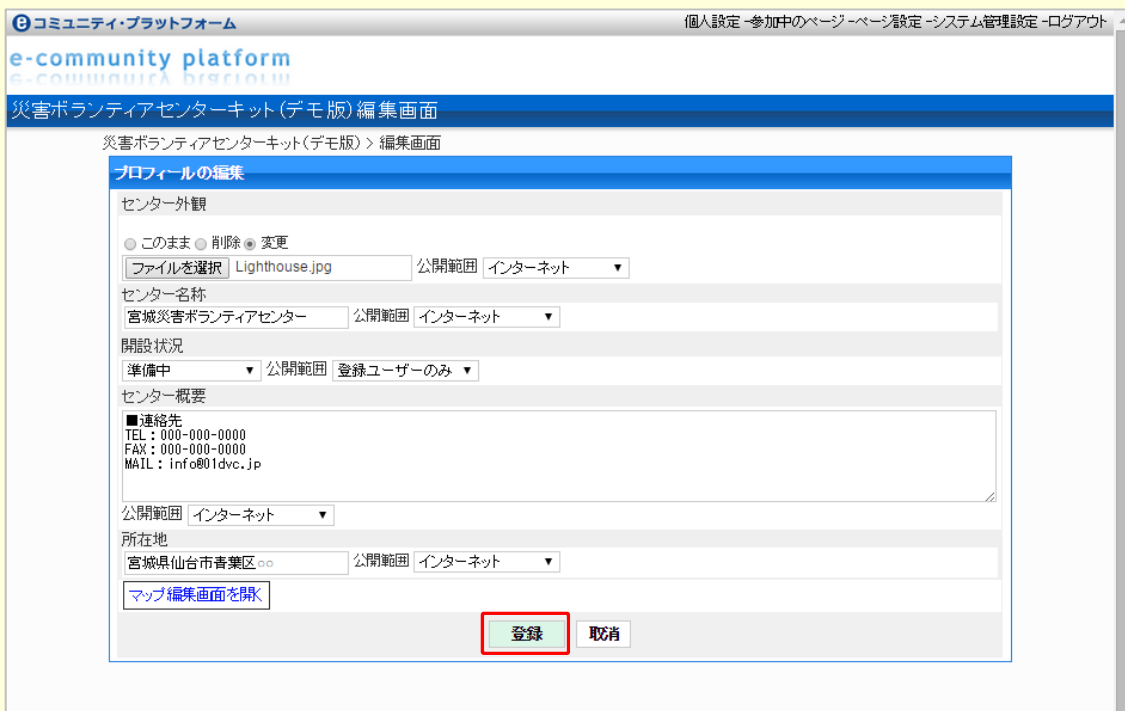 eコミュニティ・プラットフォーム
個人設定 -参加中のページ -ページ設定 -システム管理設定 -ログアウト
e-community platform
災害ボランティアセンターキット(デモ版)編集画面
災害ボランティアセンターキット(デモ版) > 編集画面
プロフィールの編集
センター外観
このまま 削除 変更
ファイルを選択 Lighthouse.jpg 公開範囲 インターネット ▼
センター名称
宮城災害ボランティアセンター 公開範囲 インターネット ▼
開設状況
準備中 ▼ 公開範囲 登録ユーザーのみ ▼
センター概要
■連絡先
TEL：000-000-0000
FAX：000-000-0000
MAIL：info@01dvc.jp
公開範囲 インターネット ▼
所在地
宮城県仙台市青葉区○○ 公開範囲 インターネット ▼
マップ編集画面を開く
登録 取消